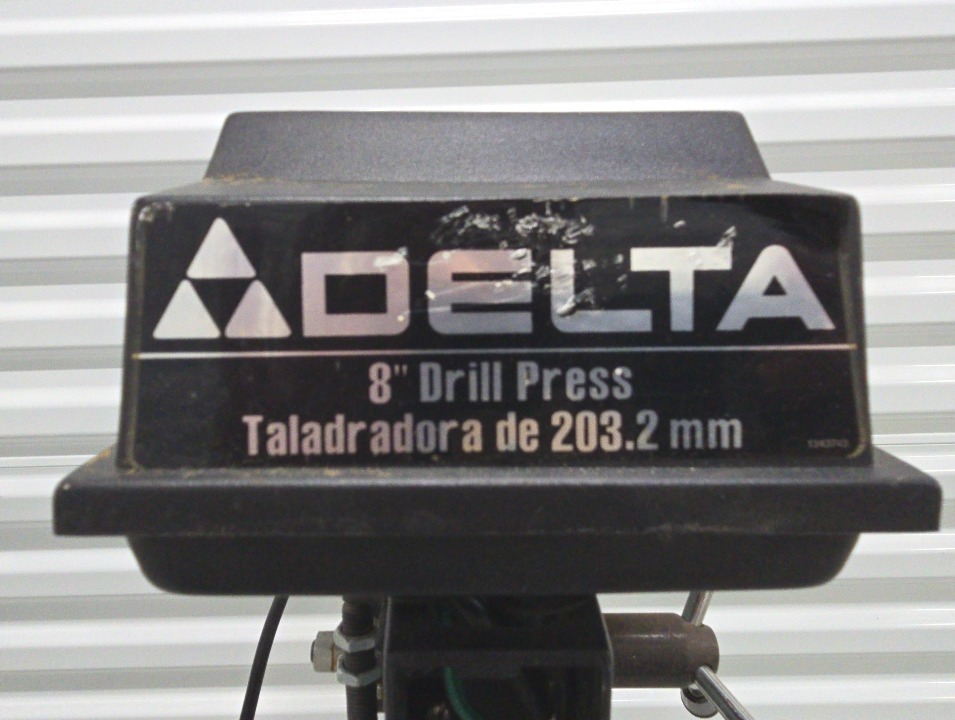 DELTA
8" Drill Press
Taladradora de 203.2 mm